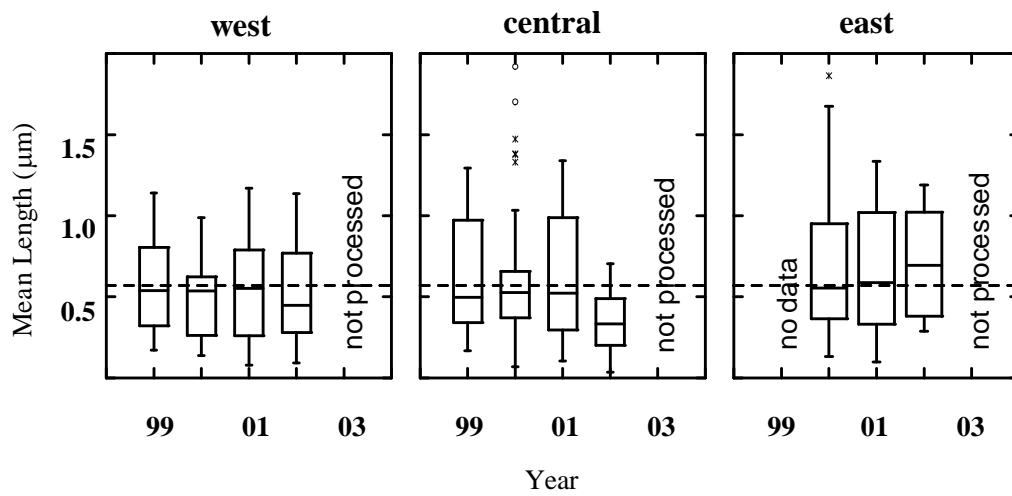 west central east
Mean Length (μm)
1.5
1.0
0.5
not processed
not processed
no data
not processed
99 01 03 99 01 03 99 01 03
Year